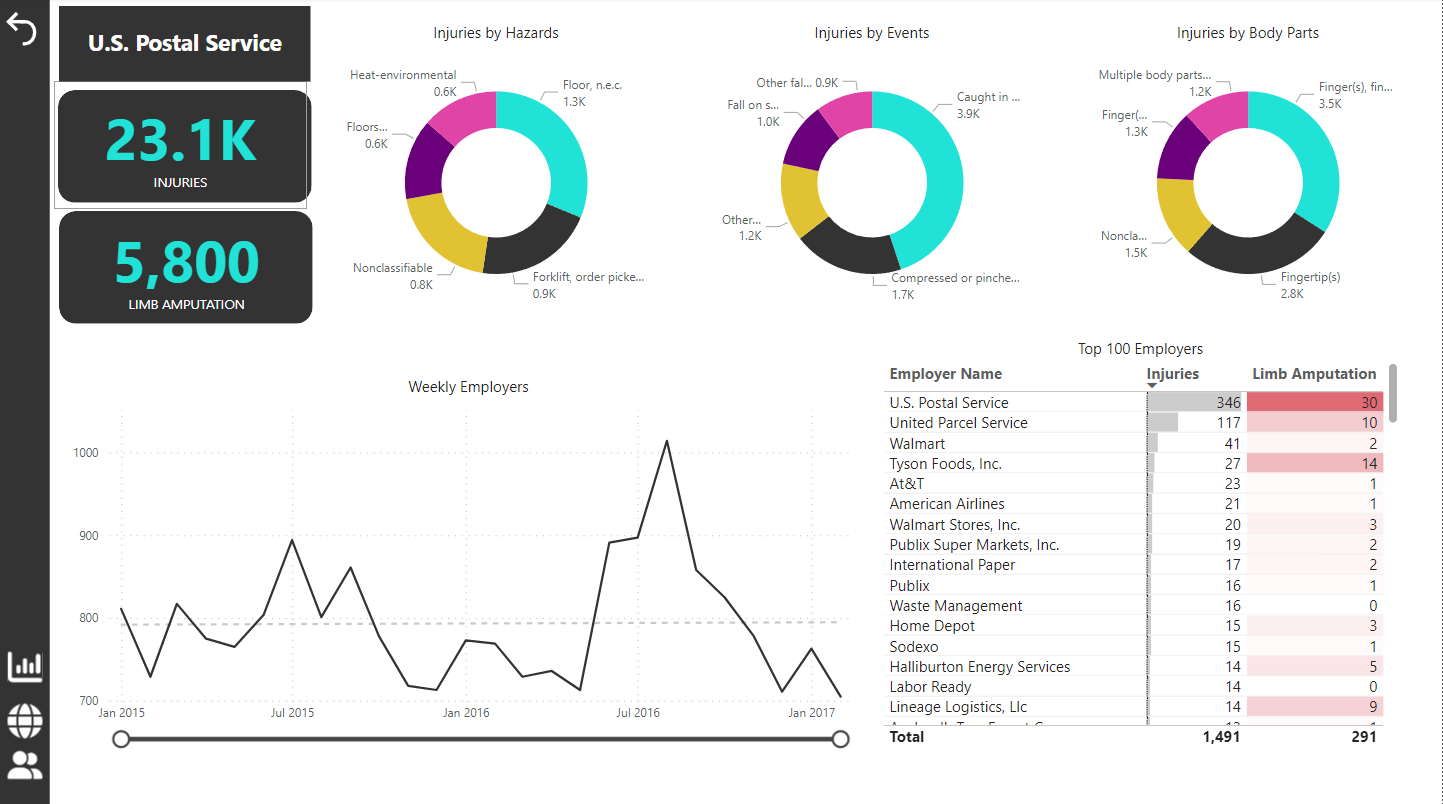 U.S. Postal Service
23.1K
INJURIES
5,800
LIMB AMPUTATION
Injuries by Hazards
Heat-environmental
0.6K
Floor, n.e.c.
1.3K
Floors...
0.6K
Nonclassifiable
0.8K
Forklift, order picke...
0.9K
Injuries by Events
Other fal... 0.9K
Caught in ...
3.9K
Fall on s...
1.0K
Other...
1.2K
Compressed or pinche...
1.7K
Injuries by Body Parts
Multiple body parts...
1.2K
Finger(s), fin...
3.5K
Finger(...
1.3K
Noncla...
1.5K
Fingertip(s)
2.8K
Weekly Employers
1000
900
800
700
Jan 2015 Jul 2015 Jan 2016 Jul 2016 Jan 2017
Top 100 Employers
Employer Name Injuries Limb Amputation
U.S. Postal Service 346 30
United Parcel Service 117 10
Walmart 41 2
Tyson Foods, Inc. 27 14
At&T 23 1
American Airlines 21 1
Walmart Stores, Inc. 20 3
Publix Super Markets, Inc. 19 2
International Paper 17 2
Publix 16 1
Waste Management 16 0
Home Depot 15 3
Sodexo 15 1
Halliburton Energy Services 14 5
Labor Ready 14 0
Lineage Logistics, Llc 14 9
Total 1,491 291